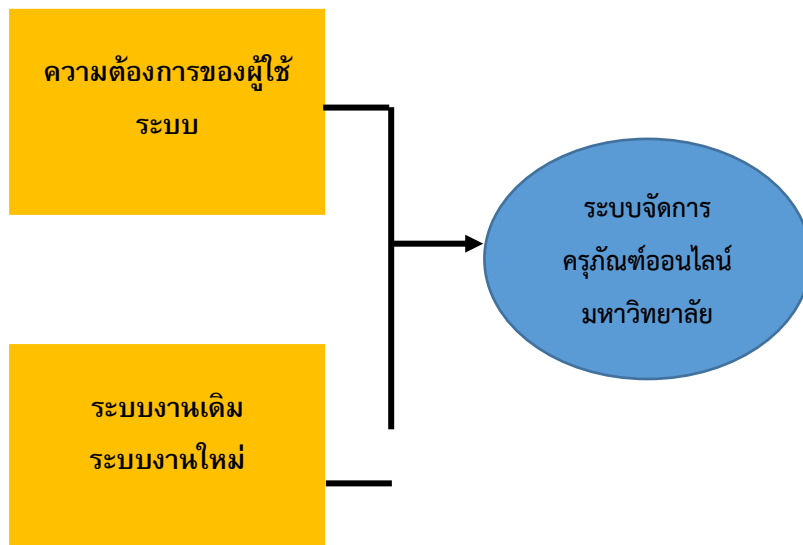 ความต้องการของผู้ใช้
ระบบ
ระบบจัดการ
ครุภัณฑ์ออนไลน์
มหาวิทยาลัย
ระบบงานเดิม
ระบบงานใหม่